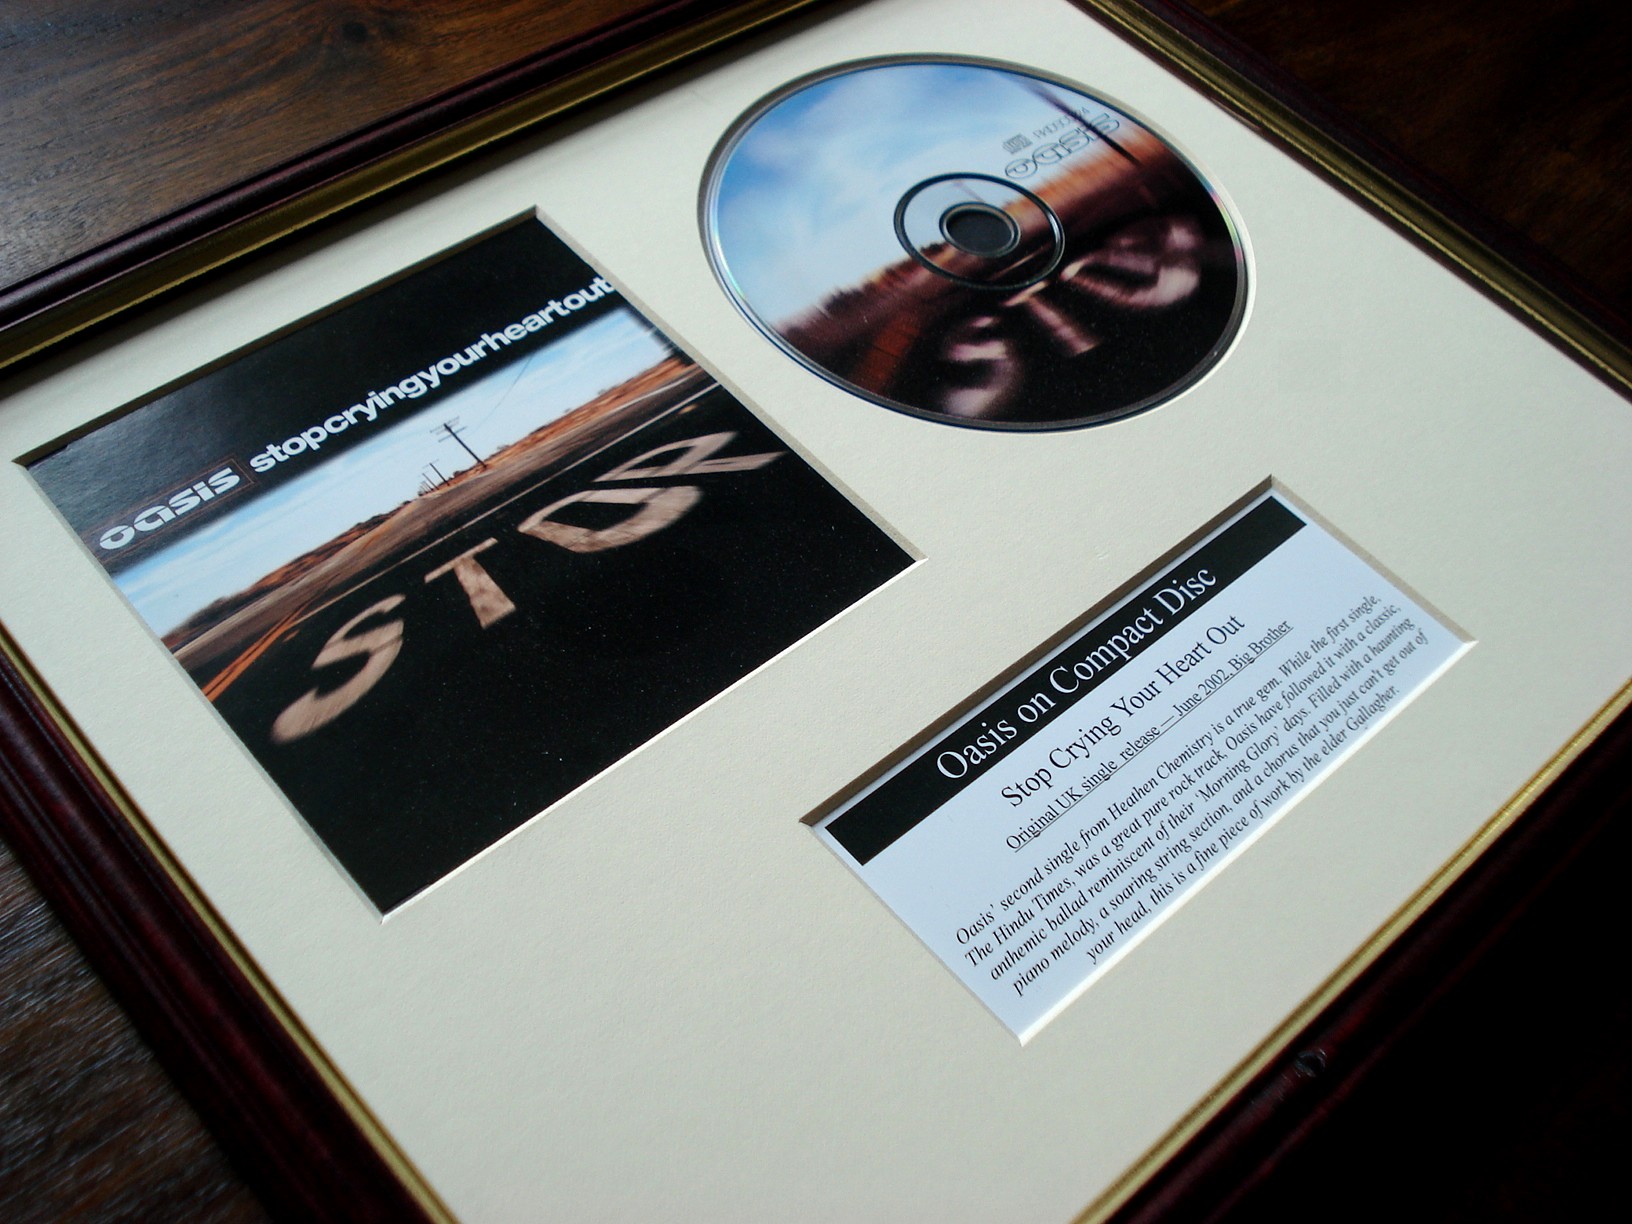 oasis stopcryingyourheartout
STOP
oasis
STOP
Oasis on Compact Disc
Stop Crying Your Heart Out
Original UK single release — June 2002, Big Brother
Oasis' second single from Heathen Chemistry is a true gem. While the first single,
The Hindu Times, was a great pure rock track, Oasis have followed it with a classic,
anthemic ballad reminiscent of their 'Morning Glory' days. Filled with a haunting
piano melody, a soaring string section, and a chorus that you just can't get out of
your head, this is a fine piece of work by the elder Gallagher.